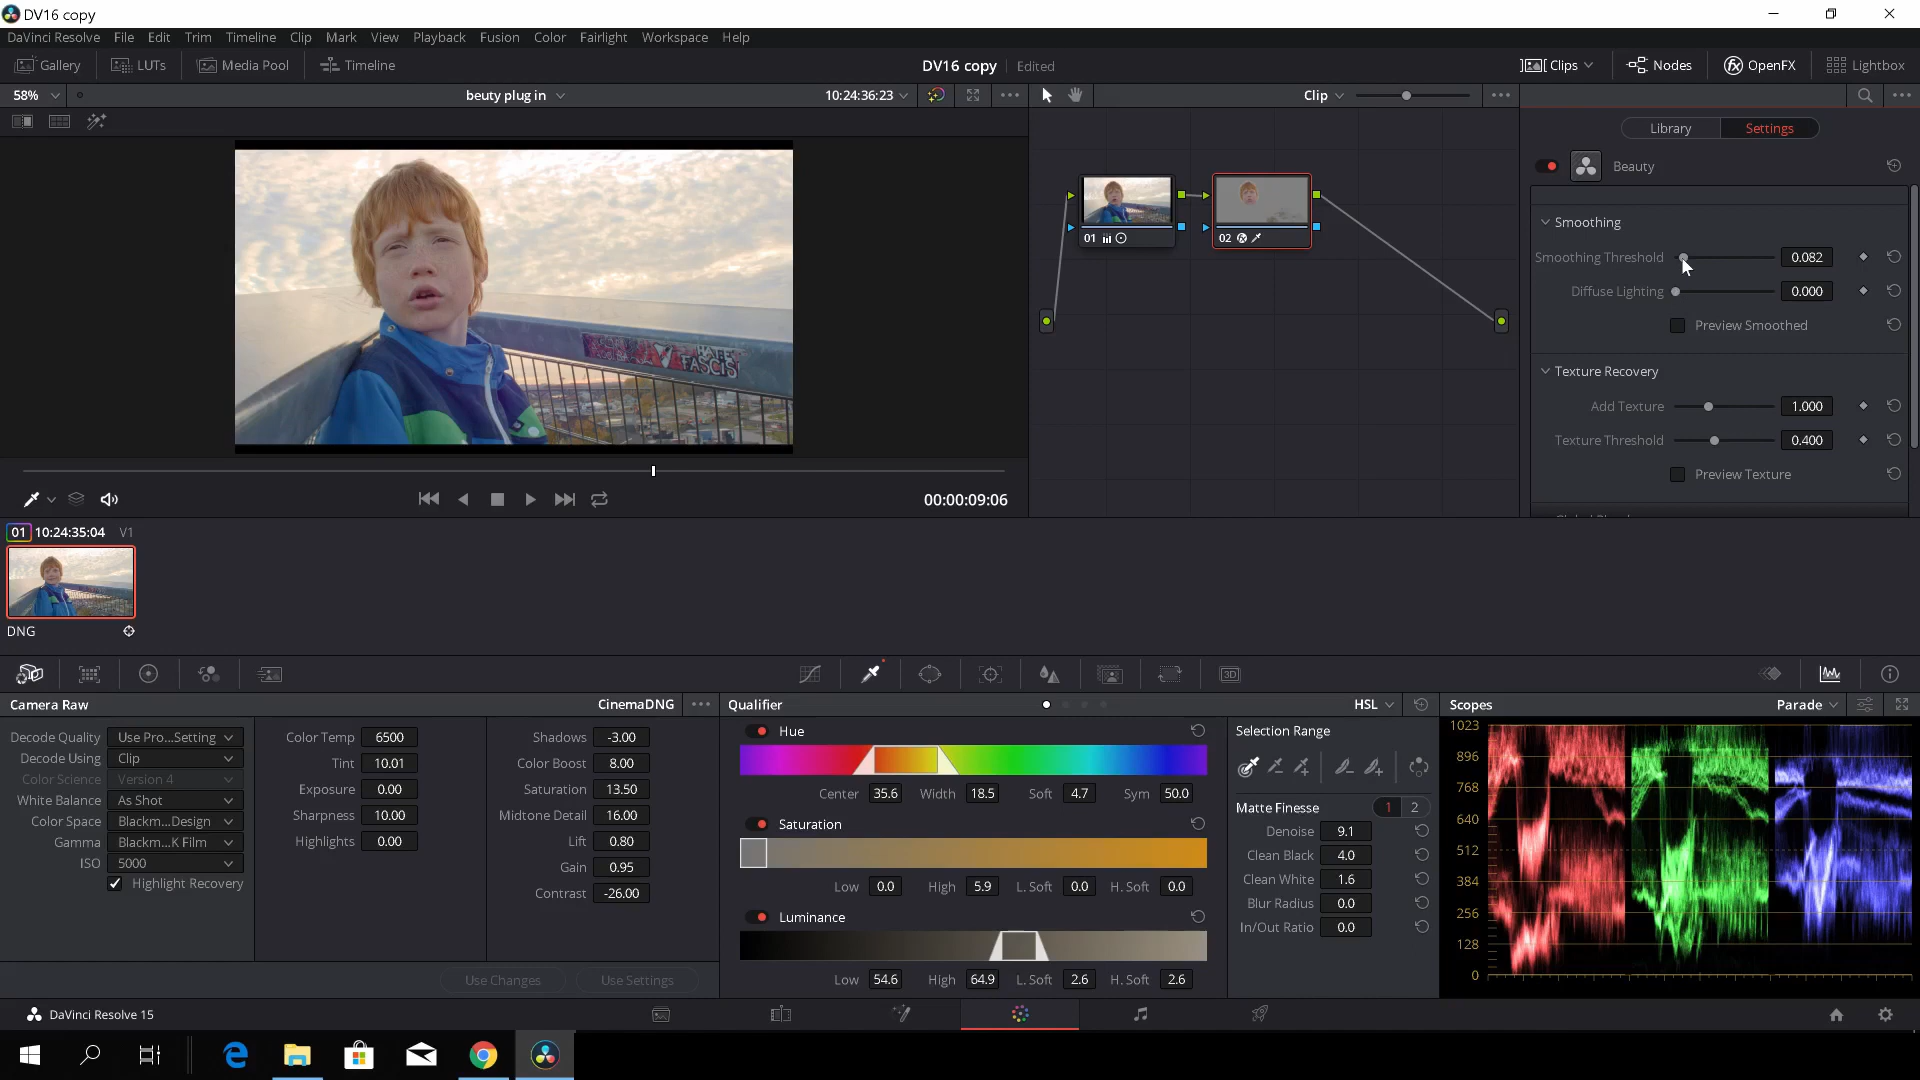 DV16 copy
DaVinci Resolve File Edit Trim Timeline Clip Mark View Playback Fusion Color Fairlight Workspace Help
Gallery LUTs Media Pool Timeline DV16 copy Edited Clips Nodes OpenFX Lightbox
58% beuty plug in 10:24:36:23 Clip
Library Settings
Beauty
Smoothing
Smoothing Threshold 0.082
Diffuse Lighting 0.000
Preview Smoothed
Texture Recovery
Add Texture 1.000
Texture Threshold 0.400
Preview Texture
01
02
00:00:09:06
01 10:24:35:04 V1
DNG
3D
Camera Raw CinemaDNG
Decode Quality Use Pro...Setting
Decode Using Clip
Color Science Version 4
White Balance As Shot
Color Space Blackm...Design
Gamma Blackm...K Film
ISO 5000
Highlight Recovery
Color Temp 6500
Tint 10.01
Exposure 0.00
Sharpness 10.00
Highlights 0.00
Shadows -3.00
Color Boost 8.00
Saturation 13.50
Midtone Detail 16.00
Lift 0.80
Gain 0.95
Contrast -26.00
Use Changes Use Settings
Qualifier HSL
Hue
Center 35.6 Width 18.5 Soft 4.7 Sym 50.0
Saturation
Low 0.0 High 5.9 L. Soft 0.0 H. Soft 0.0
Luminance
Low 54.6 High 64.9 L. Soft 2.6 H. Soft 2.6
Selection Range
Matte Finesse 1 2
Denoise 9.1
Clean Black 4.0
Clean White 1.6
Blur Radius 0.0
In/Out Ratio 0.0
Scopes Parade
1023
896
768
640
512
384
256
128
0
DaVinci Resolve 15